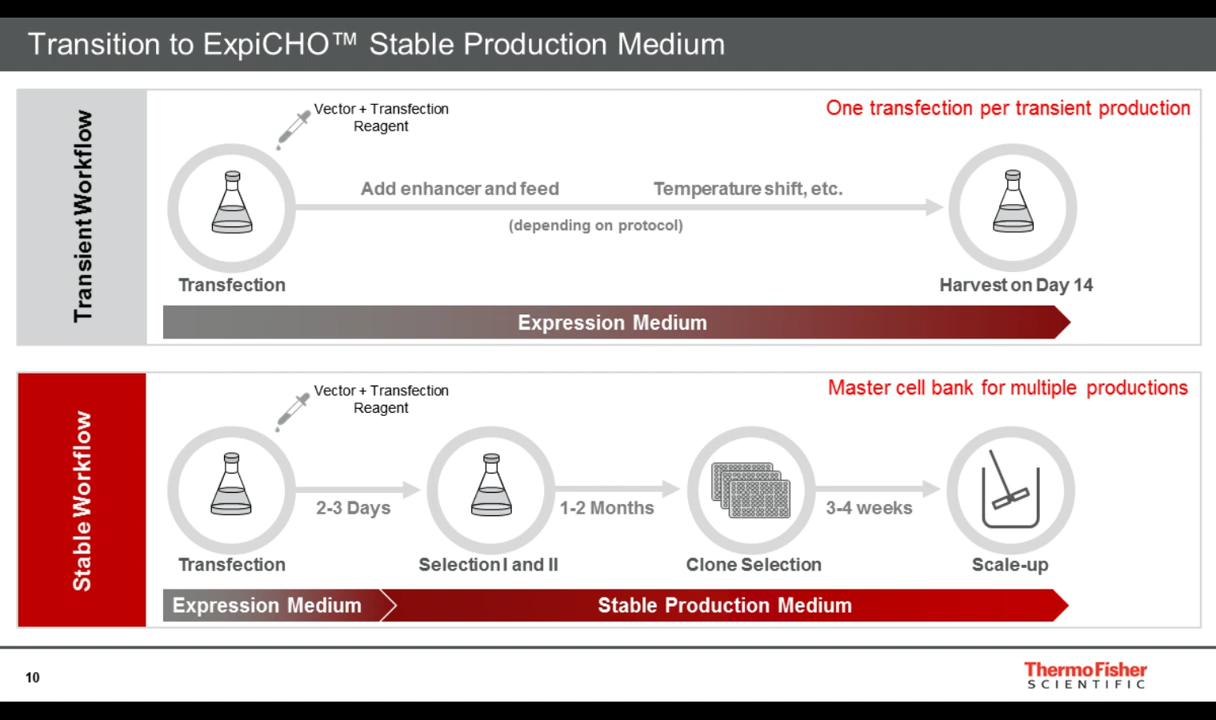 Transition to ExpiCHO™ Stable Production Medium
Transient Workflow
Vector + Transfection
Reagent
One transfection per transient production
Add enhancer and feed
Temperature shift, etc.
(depending on protocol)
Transfection
Harvest on Day 14
Expression Medium
Stable Workflow
Vector + Transfection
Reagent
Master cell bank for multiple productions
2-3 Days
1-2 Months
3-4 weeks
Transfection
Selection I and II
Clone Selection
Scale-up
Expression Medium
Stable Production Medium
10
ThermoFisher
SCIENTIFIC